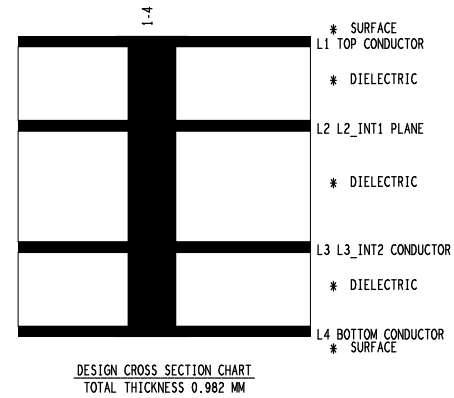 1-4
* SURFACE
L1 TOP CONDUCTOR
* DIELECTRIC
L2 L2_INT1 PLANE
* DIELECTRIC
L3 L3_INT2 CONDUCTOR
* DIELECTRIC
L4 BOTTOM CONDUCTOR
* SURFACE
DESIGN CROSS SECTION CHART
TOTAL THICKNESS 0.982 MM